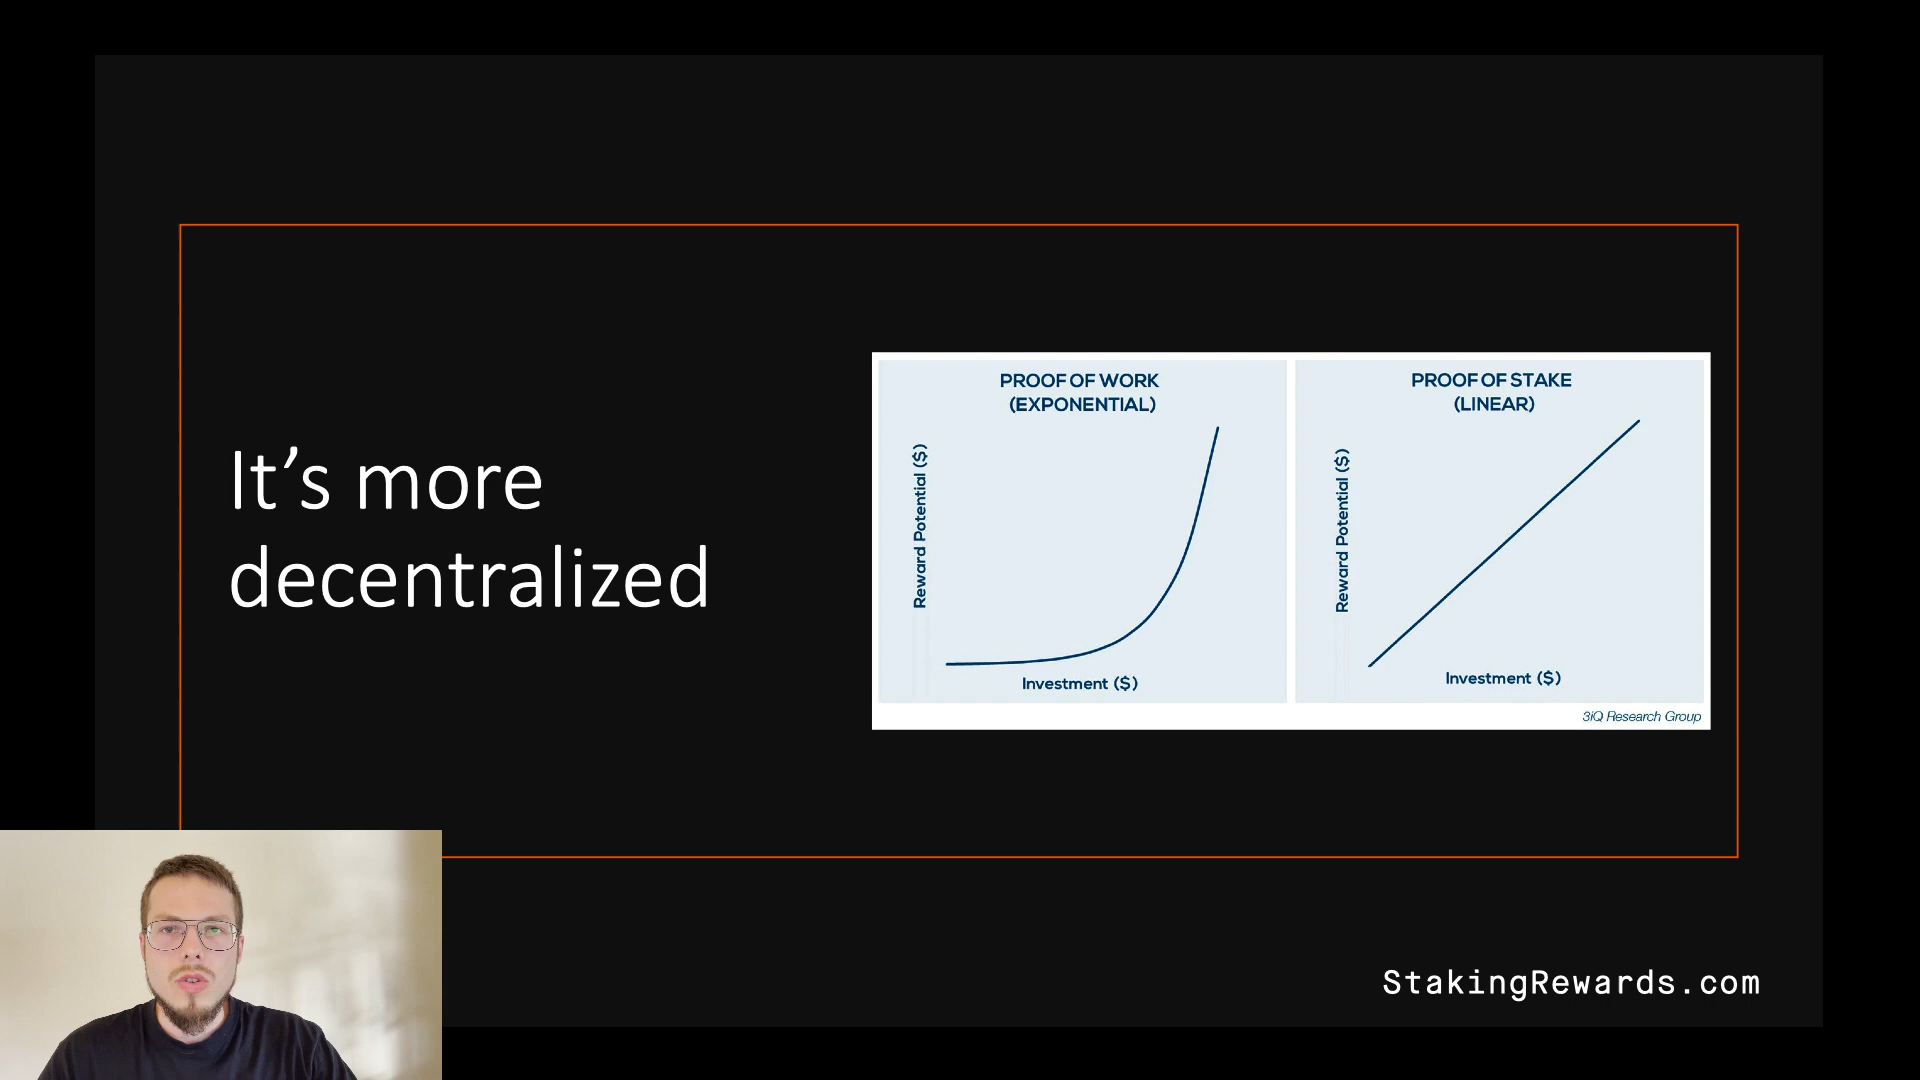 It’s more
decentralized
PROOF OF WORK
(EXPONENTIAL)
Reward Potential ($)
Investment ($)
PROOF OF STAKE
(LINEAR)
Reward Potential ($)
Investment ($)
3iQ Research Group
StakingRewards.com